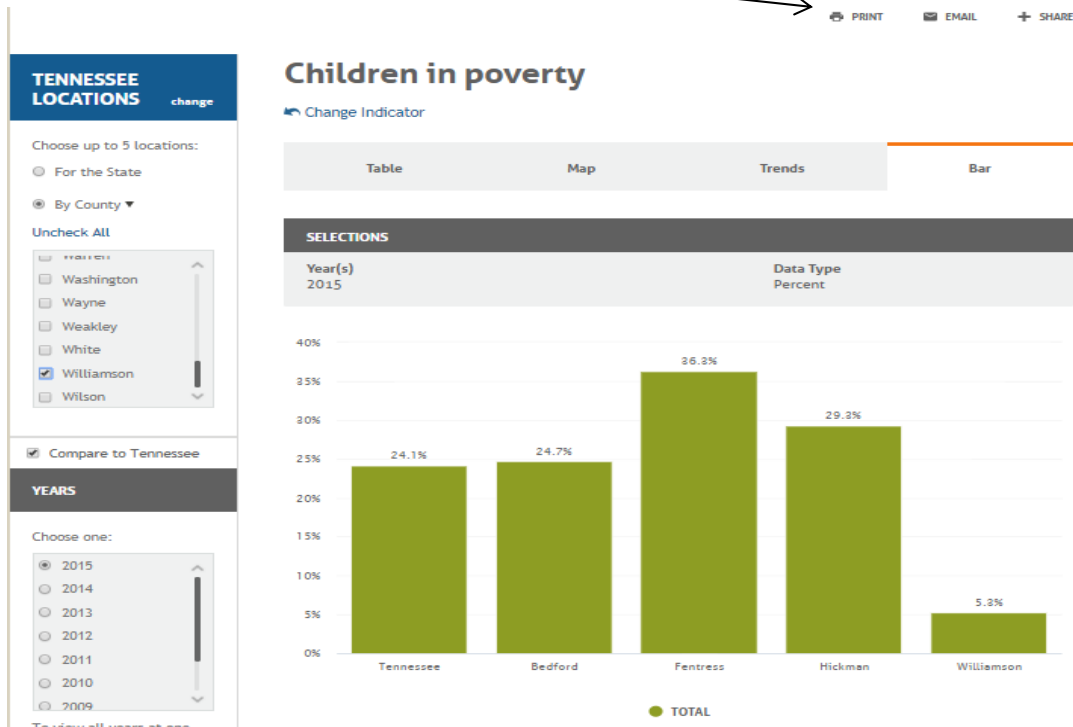 PRINT EMAIL SHARE
TENNESSEE
LOCATIONS change
Choose up to 5 locations:
For the State
By County
Uncheck All
Warren
Washington
Wayne
Weakley
White
Williamson
Wilson
Compare to Tennessee
YEARS
Choose one:
2015
2014
2013
2012
2011
2010
2009
Children in poverty
Change Indicator
Table Map Trends Bar
SELECTIONS
Year(s) Data Type
2015 Percent
40%
35%
30%
25%
20%
15%
10%
5%
0%
24.1% 24.7% 36.3% 29.3% 5.3%
Tennessee Bedford Fentress Hickman Williamson
TOTAL